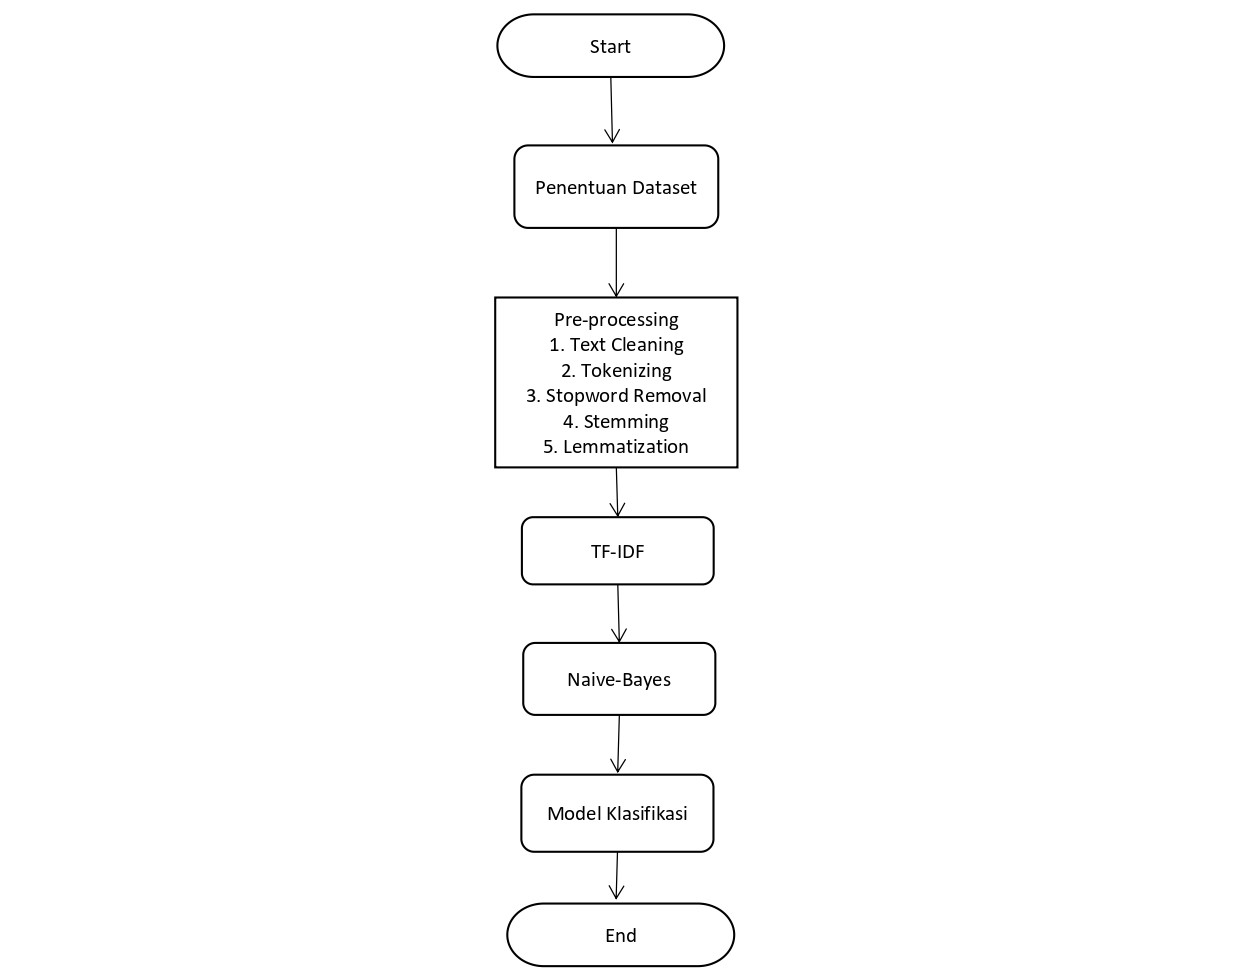 Start
Penentuan Dataset
Pre-processing
1. Text Cleaning
2. Tokenizing
3. Stopword Removal
4. Stemming
5. Lemmatization
TF-IDF
Naive-Bayes
Model Klasifikasi
End